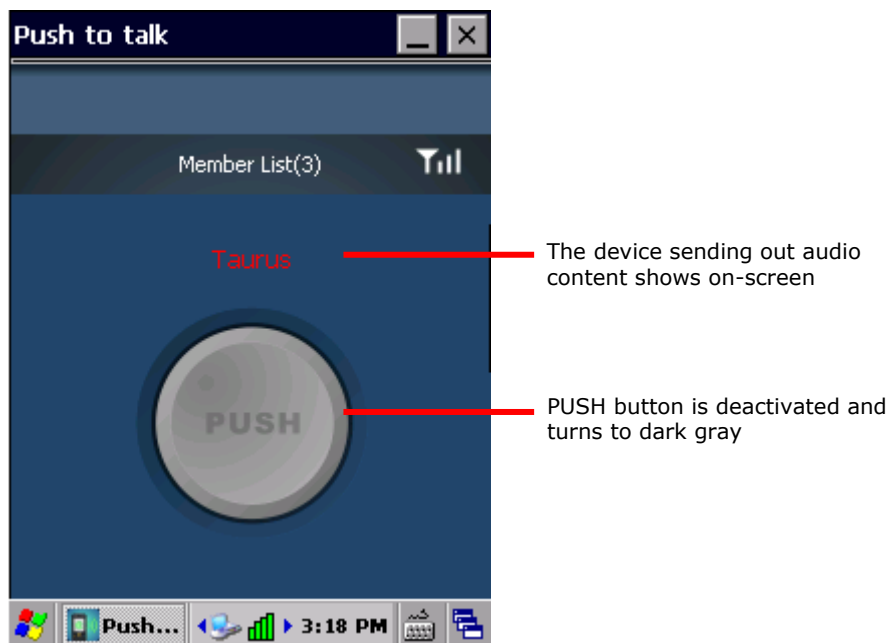 Push to talk
Member List(3)
Taurus
The device sending out audio
content shows on-screen
PUSH
PUSH button is deactivated and
turns to dark gray
Push...
3:18 PM